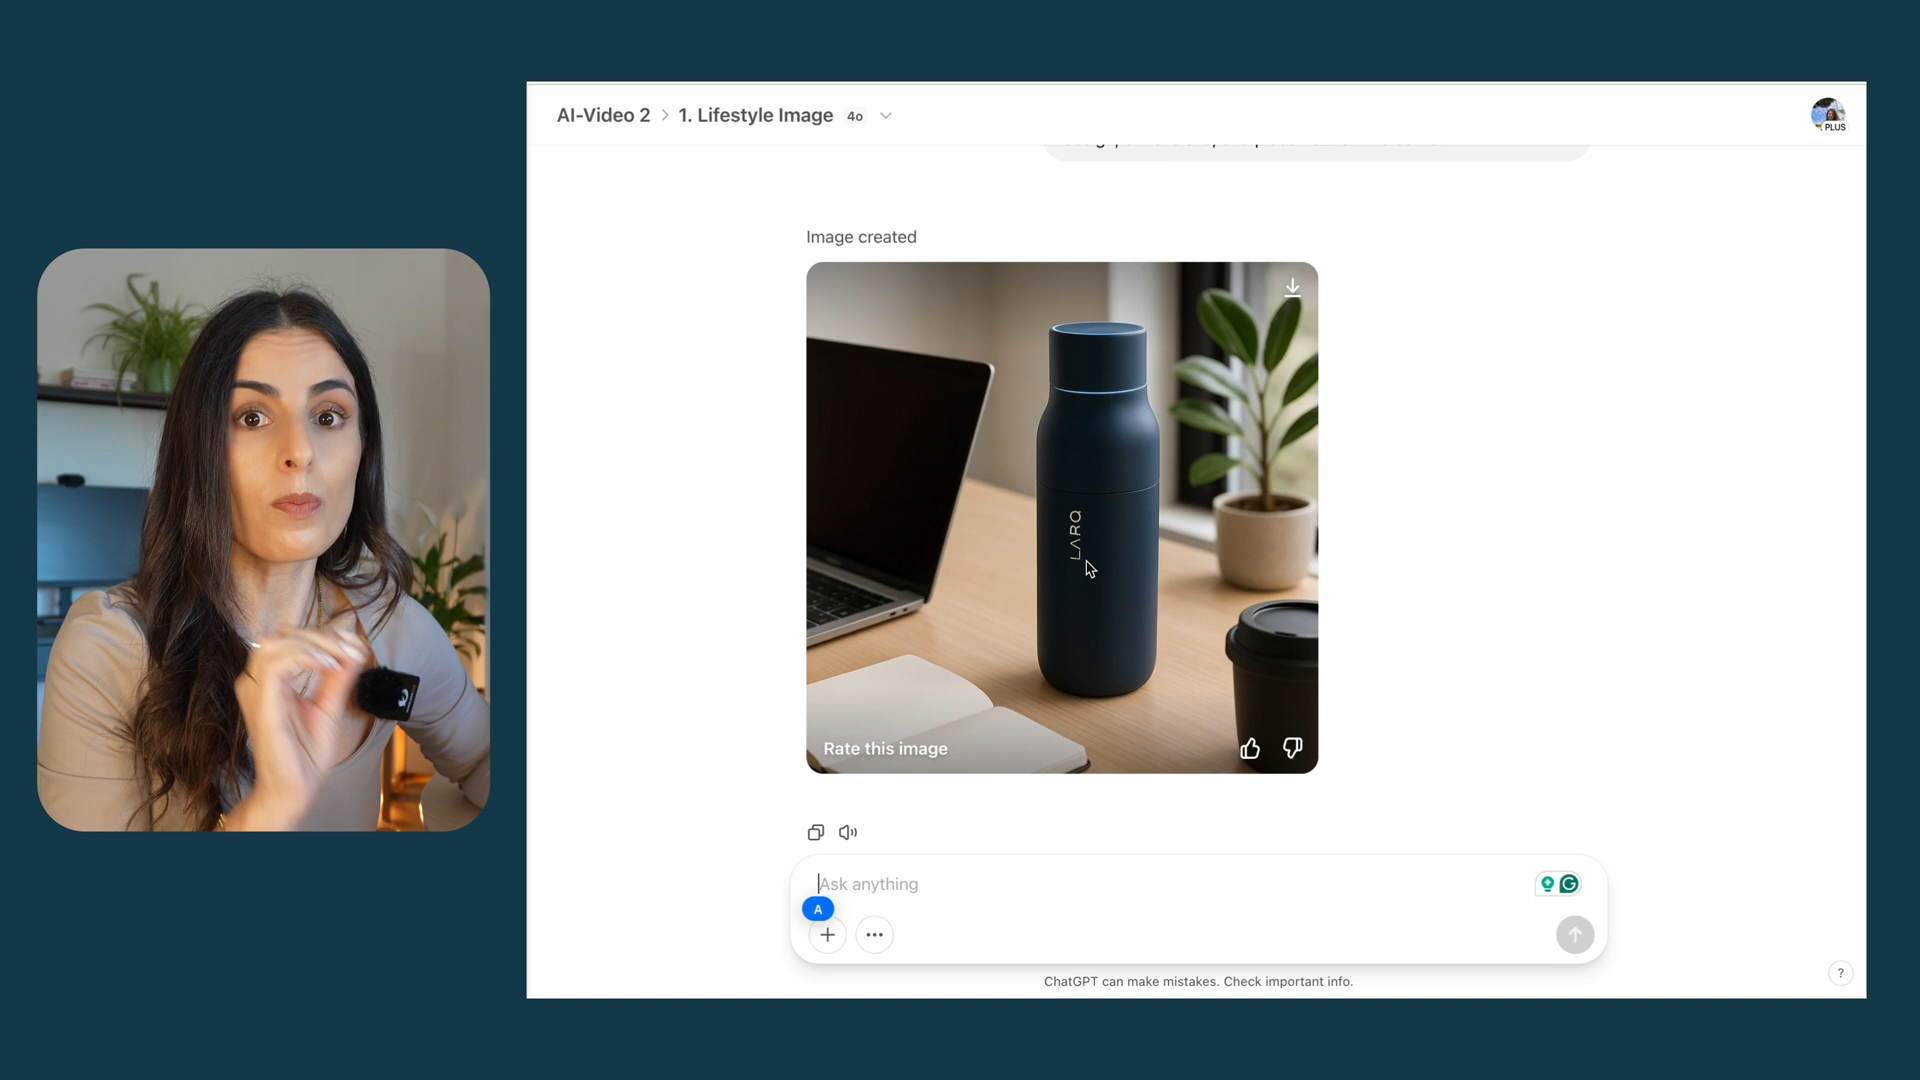 AI-Video 2 > 1. Lifestyle Image 4o
PLUS
Image created
LARQ
Rate this image
Ask anything
A
ChatGPT can make mistakes. Check important info.
?